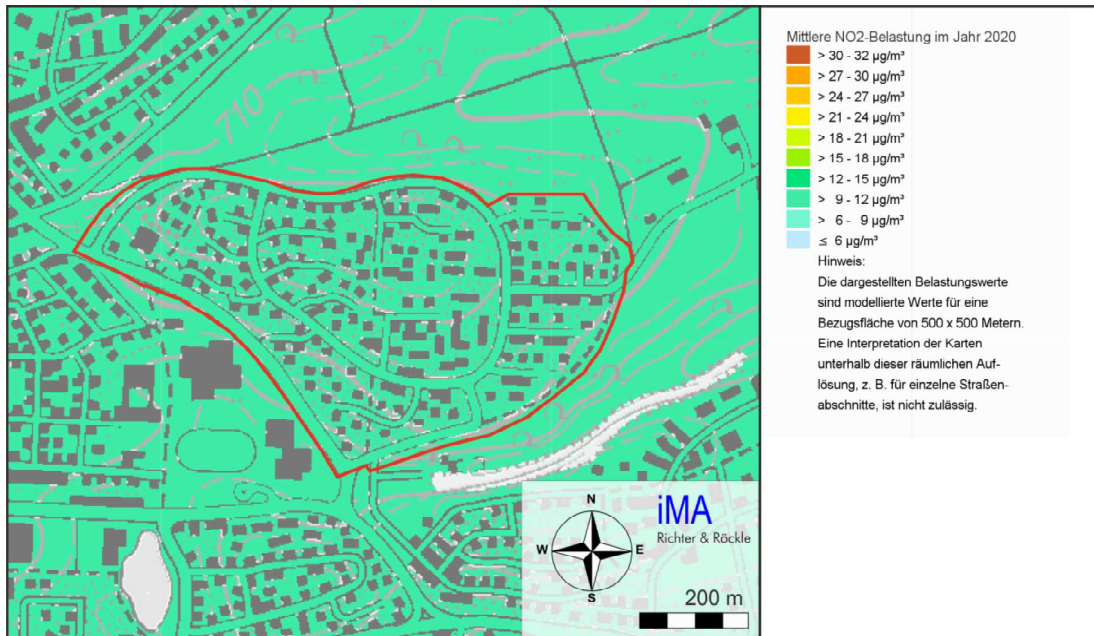 Mittlere NO2-Belastung im Jahr 2020
> 30 - 32 µg/m³
> 27 - 30 µg/m³
> 24 - 27 µg/m³
> 21 - 24 µg/m³
> 18 - 21 µg/m³
> 15 - 18 µg/m³
> 12 - 15 µg/m³
> 9 - 12 µg/m³
> 6 - 9 µg/m³
≤ 6 µg/m³
Hinweis:
Die dargestellten Belastungswerte
sind modellierte Werte für eine
Bezugsfläche von 500 x 500 Metern.
Eine Interpretation der Karten
unterhalb dieser räumlichen Auf-
lösung, z. B. für einzelne Straßen-
abschnitte, ist nicht zulässig.
710
N
W
E
S
iMA
Richter & Röckle
200 m